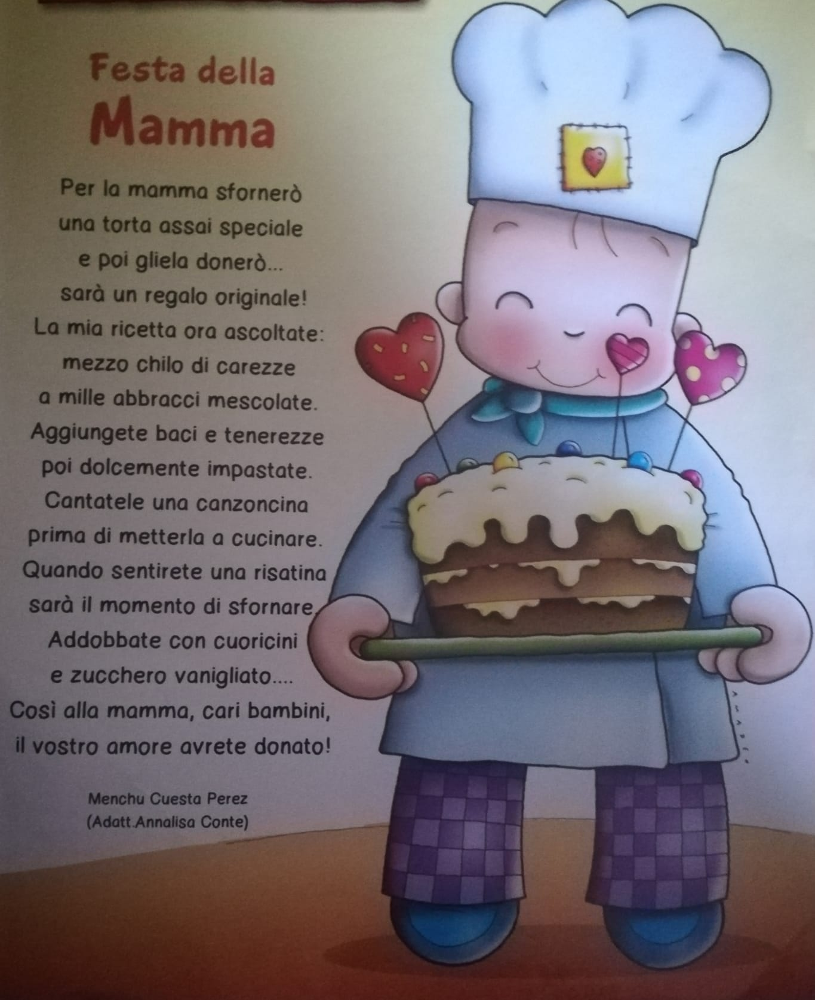 Festa della
Mamma
Per la mamma sfornerò
una torta assai speciale
e poi gliela donerò...
sarà un regalo originale!
La mia ricetta ora ascoltate:
mezzo chilo di carezze
a mille abbracci mescolate.
Aggiungete baci e tenerezze
poi dolcemente impastate.
Cantatele una canzoncina
prima di metterla a cucinare.
Quando sentirete una risatina
sarà il momento di sfornare.
Addobbate con cuoricini
e zucchero vanigliato....
Così alla mamma, cari bambini,
il vostro amore avrete donato!
Menchu Cuesta Perez
(Adatt.Annalisa Conte)